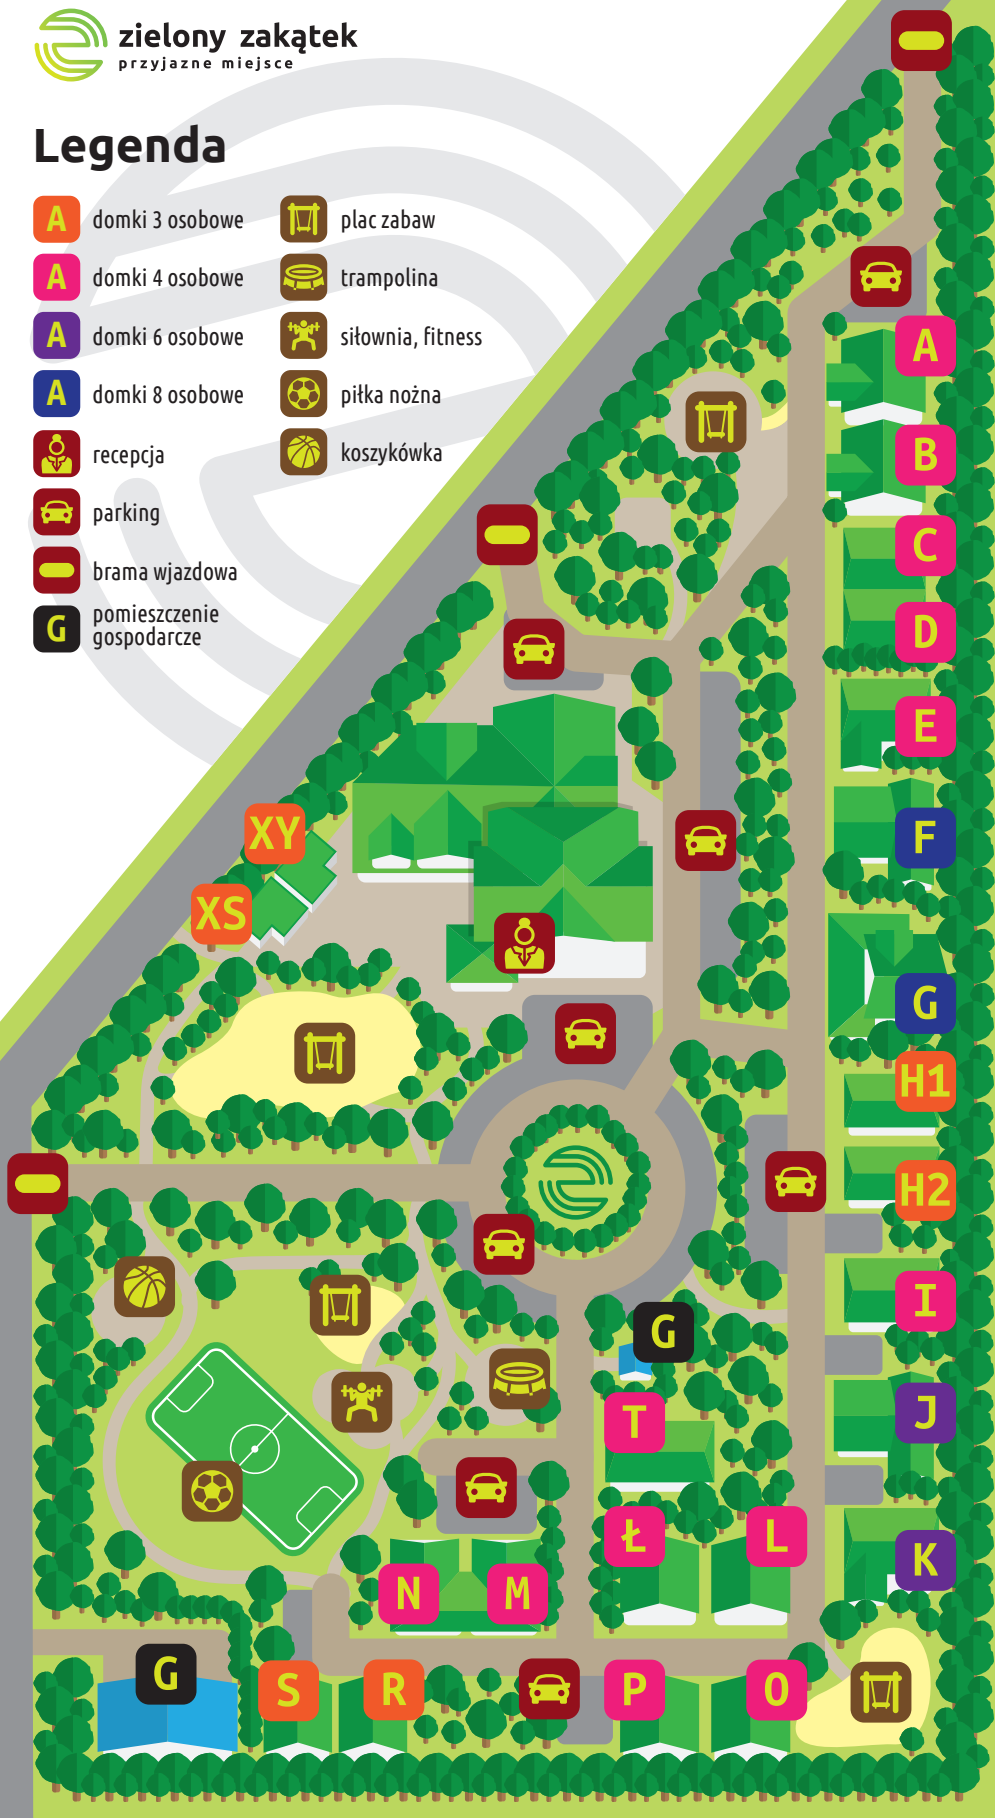 zielony zakątek
przyjazne miejsce
Legenda
A domki 3 osobowe
A domki 4 osobowe
A domki 6 osobowe
A domki 8 osobowe
recepcja
parking
brama wjazdowa
G pomieszczenie
gospodarcze
plac zabaw
trampolina
siłownia, fitness
piłka nożna
koszykówka
A
B
C
D
E
F
G
H1
H2
I
J
K
XY
XS
G
T
Ł
L
N
M
G
S
R
P
O